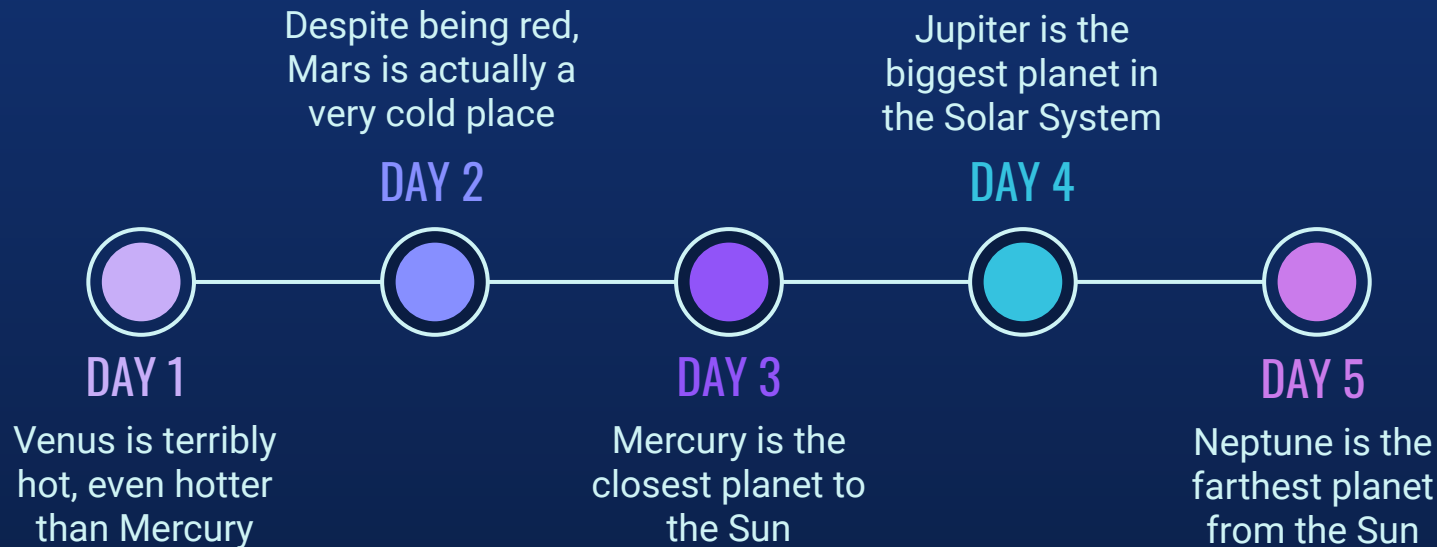 DAY 1
Venus is terribly
hot, even hotter
than Mercury
Despite being red,
Mars is actually a
very cold place
DAY 2
DAY 3
Mercury is the
closest planet to
the Sun
Jupiter is the
biggest planet in
the Solar System
DAY 4
DAY 5
Neptune is the
farthest planet
from the Sun